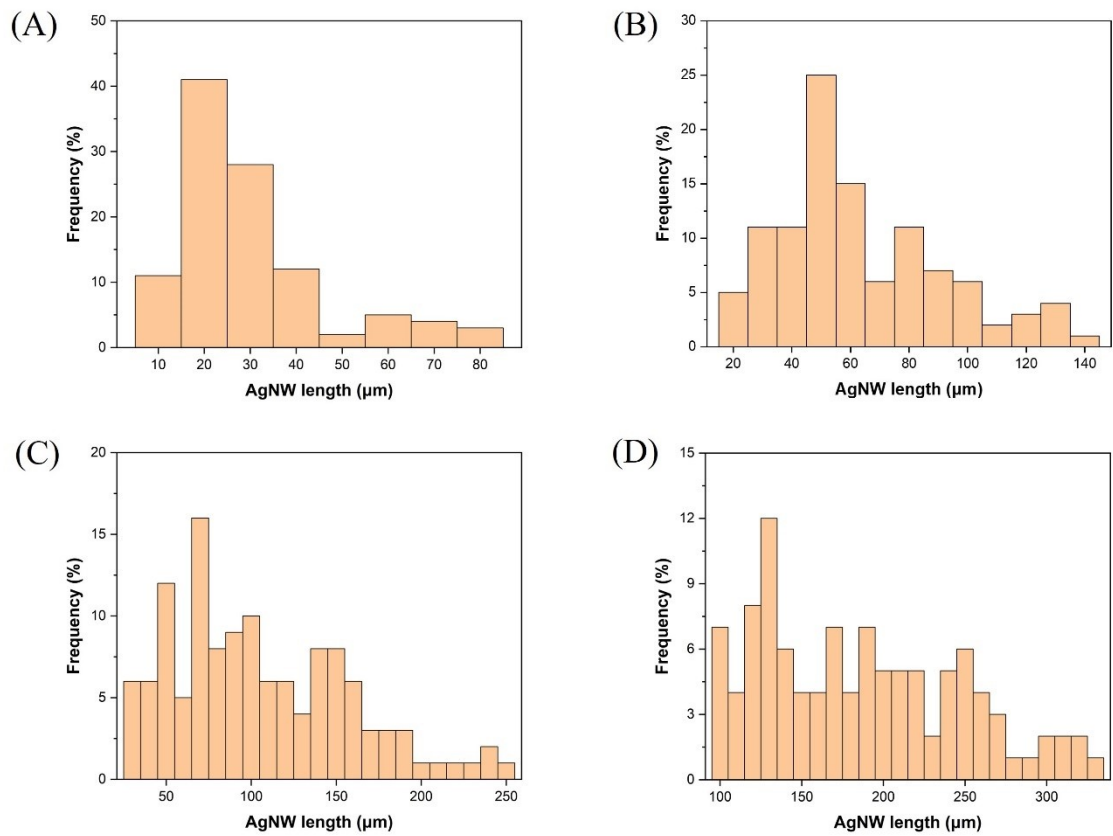 (A)
50
40
30
20
10
0
Frequency (%)
10 20 30 40 50 60 70 80
AgNW length (µm)
(B)
30
25
20
15
10
5
0
Frequency (%)
20 40 60 80 100 120 140
AgNW length (µm)
(C)
20
15
10
5
0
Frequency (%)
50 100 150 200 250
AgNW length (µm)
(D)
15
12
9
6
3
0
Frequency (%)
100 150 200 250 300
AgNW length (µm)